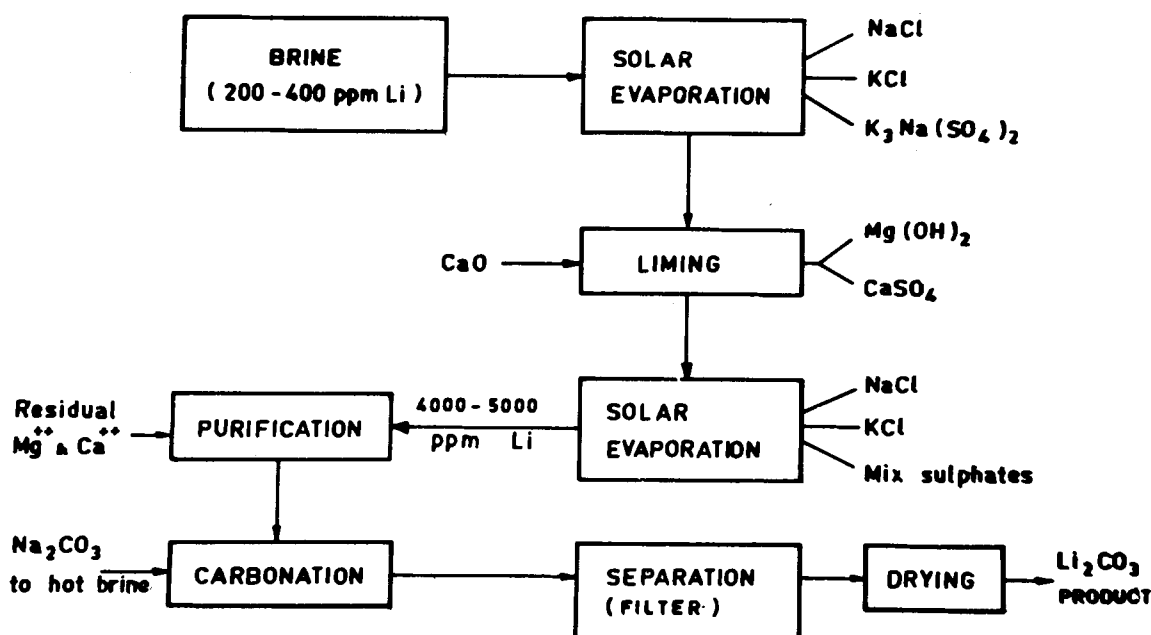 BRINE
( 200 - 400 ppm Li )
SOLAR
EVAPORATION
NaCl
KCl
K₃Na(SO₄)₂
CaO
LIMING
Mg(OH)₂
CaSO₄
Residual
Mg⁺⁺ & Ca⁺⁺
PURIFICATION
4000 - 5000
ppm Li
SOLAR
EVAPORATION
NaCl
KCl
Mix sulphates
Na₂CO₃
to hot brine
CARBONATION
SEPARATION
(FILTER)
DRYING
Li₂CO₃
PRODUCT